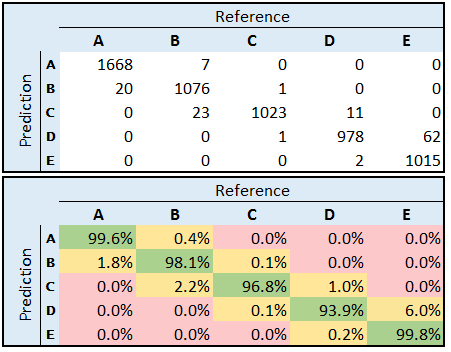 Reference
A B C D E
Prediction
A 1668 7 0 0 0
B 20 1076 1 0 0
C 0 23 1023 11 0
D 0 0 1 978 62
E 0 0 0 2 1015
Reference
A B C D E
Prediction
A 99.6% 0.4% 0.0% 0.0% 0.0%
B 1.8% 98.1% 0.1% 0.0% 0.0%
C 0.0% 2.2% 96.8% 1.0% 0.0%
D 0.0% 0.0% 0.1% 93.9% 6.0%
E 0.0% 0.0% 0.0% 0.2% 99.8%